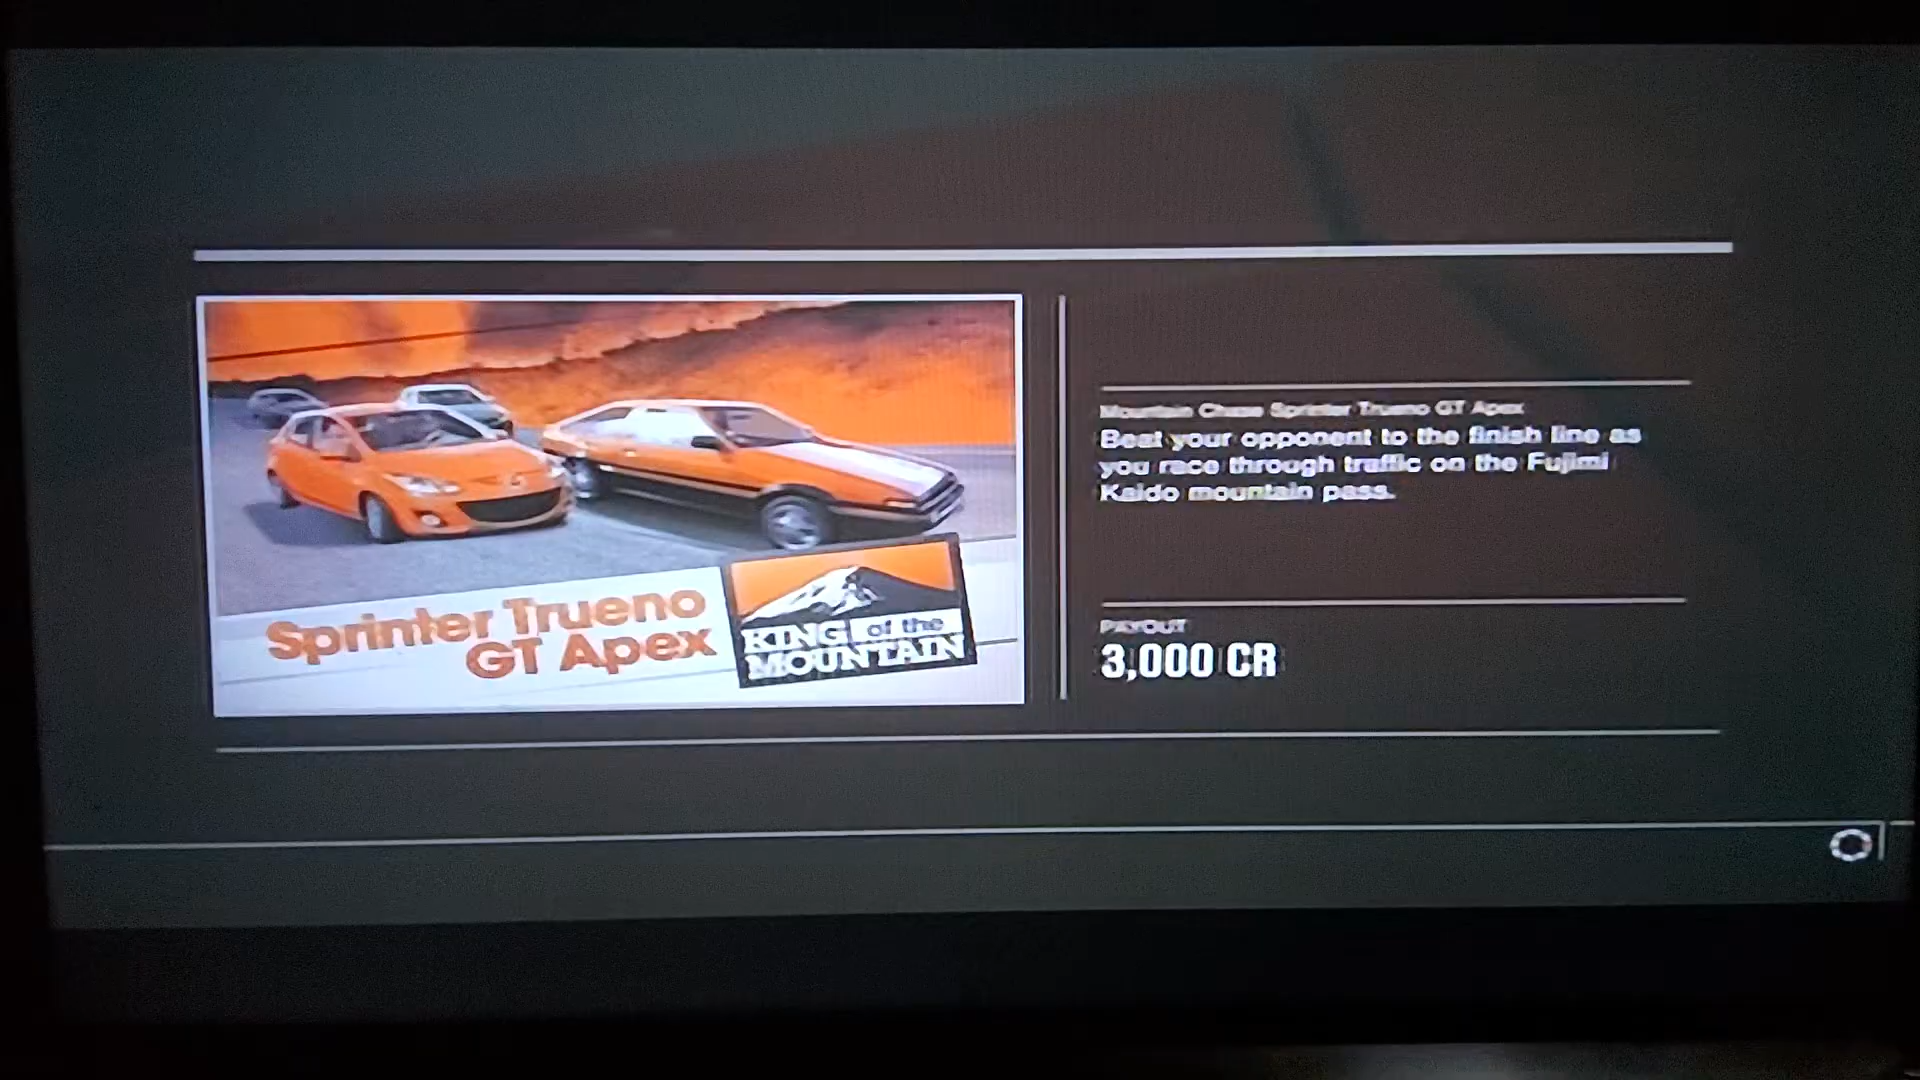 Sprinter Trueno
GT Apex
KING of the
MOUNTAIN
Mountain Chase Sprinter Trueno GT Apex
Beat your opponent to the finish line as
you race through traffic on the Fujimi
Kaido mountain pass.
PAYOUT
3,000 CR